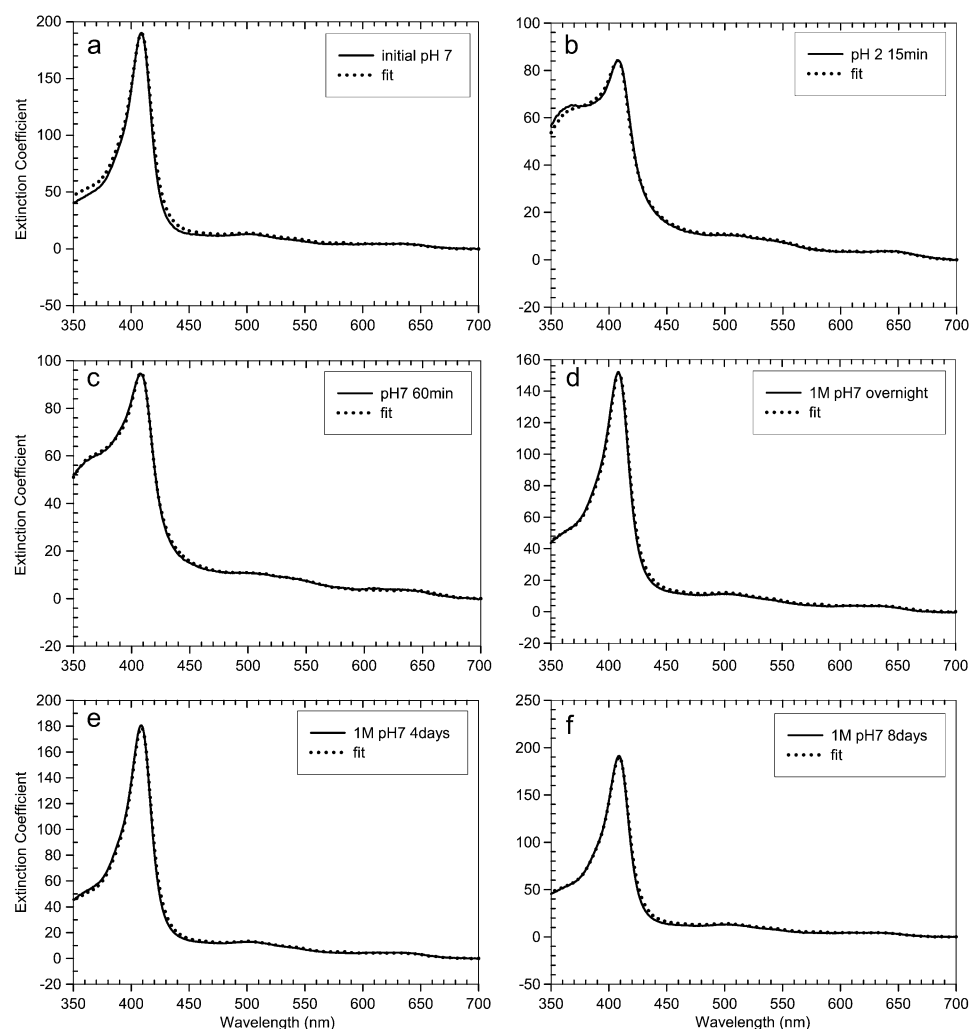 a
initial pH 7
fit
200
150
100
50
0
-50
Extinction Coefficient
350 400 450 500 550 600 650 700
b
pH 2 15min
fit
100
80
60
40
20
0
-20
350 400 450 500 550 600 650 700
c
pH7 60min
fit
100
80
60
40
20
0
-20
Extinction Coefficient
350 400 450 500 550 600 650 700
d
1M pH7 overnight
fit
160
140
120
100
80
60
40
20
0
-20
350 400 450 500 550 600 650 700
e
1M pH7 4days
fit
200
180
160
140
120
100
80
60
40
20
0
-20
Extinction Coefficient
350 400 450 500 550 600 650 700
Wavelength (nm)
f
1M pH7 8days
fit
250
200
150
100
50
0
-50
350 400 450 500 550 600 650 700
Wavelength (nm)